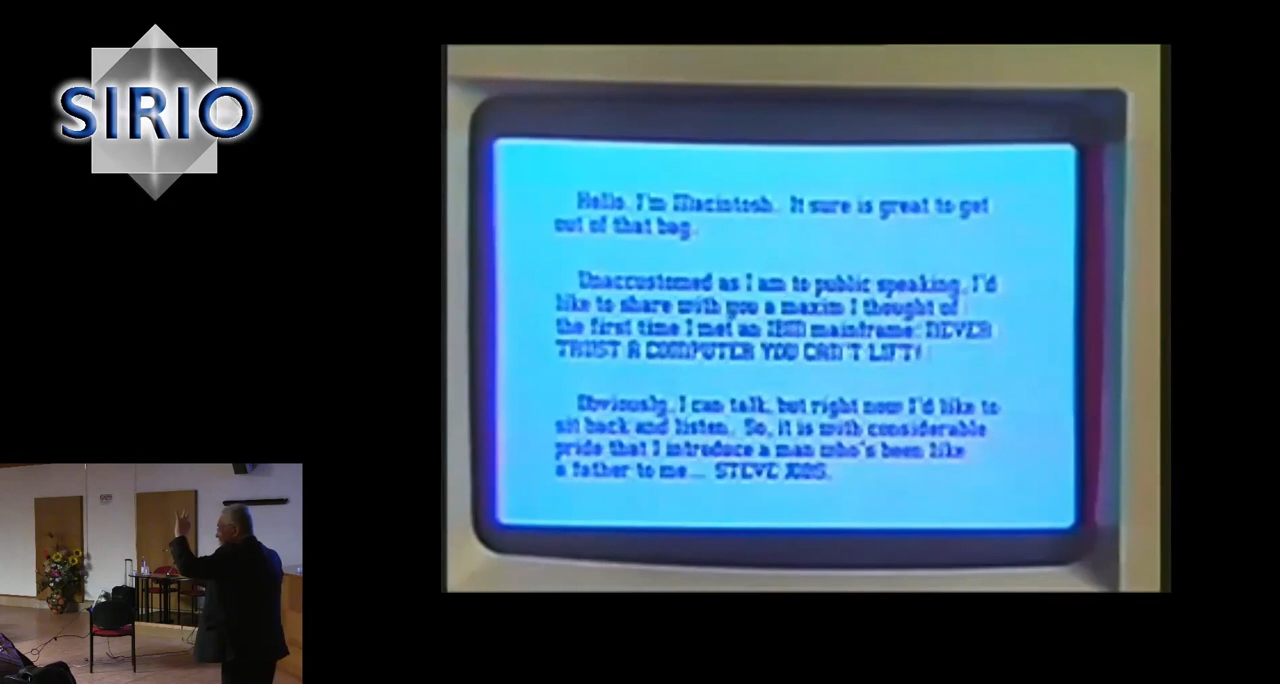 SIRIO
Hello, I'm Macintosh. It sure is great to get
out of that bag.
Unaccustomed as I am to public speaking, I'd
like to share with you a maxim I thought of
the first time I met an IBM mainframe: NEVER
TRUST A COMPUTER YOU CAN'T LIFT!
Obviously, I can talk, but right now I'd like to
sit back and listen. So, it is with considerable
pride that I introduce a man who's been like
a father to me... STEVE JOBS.